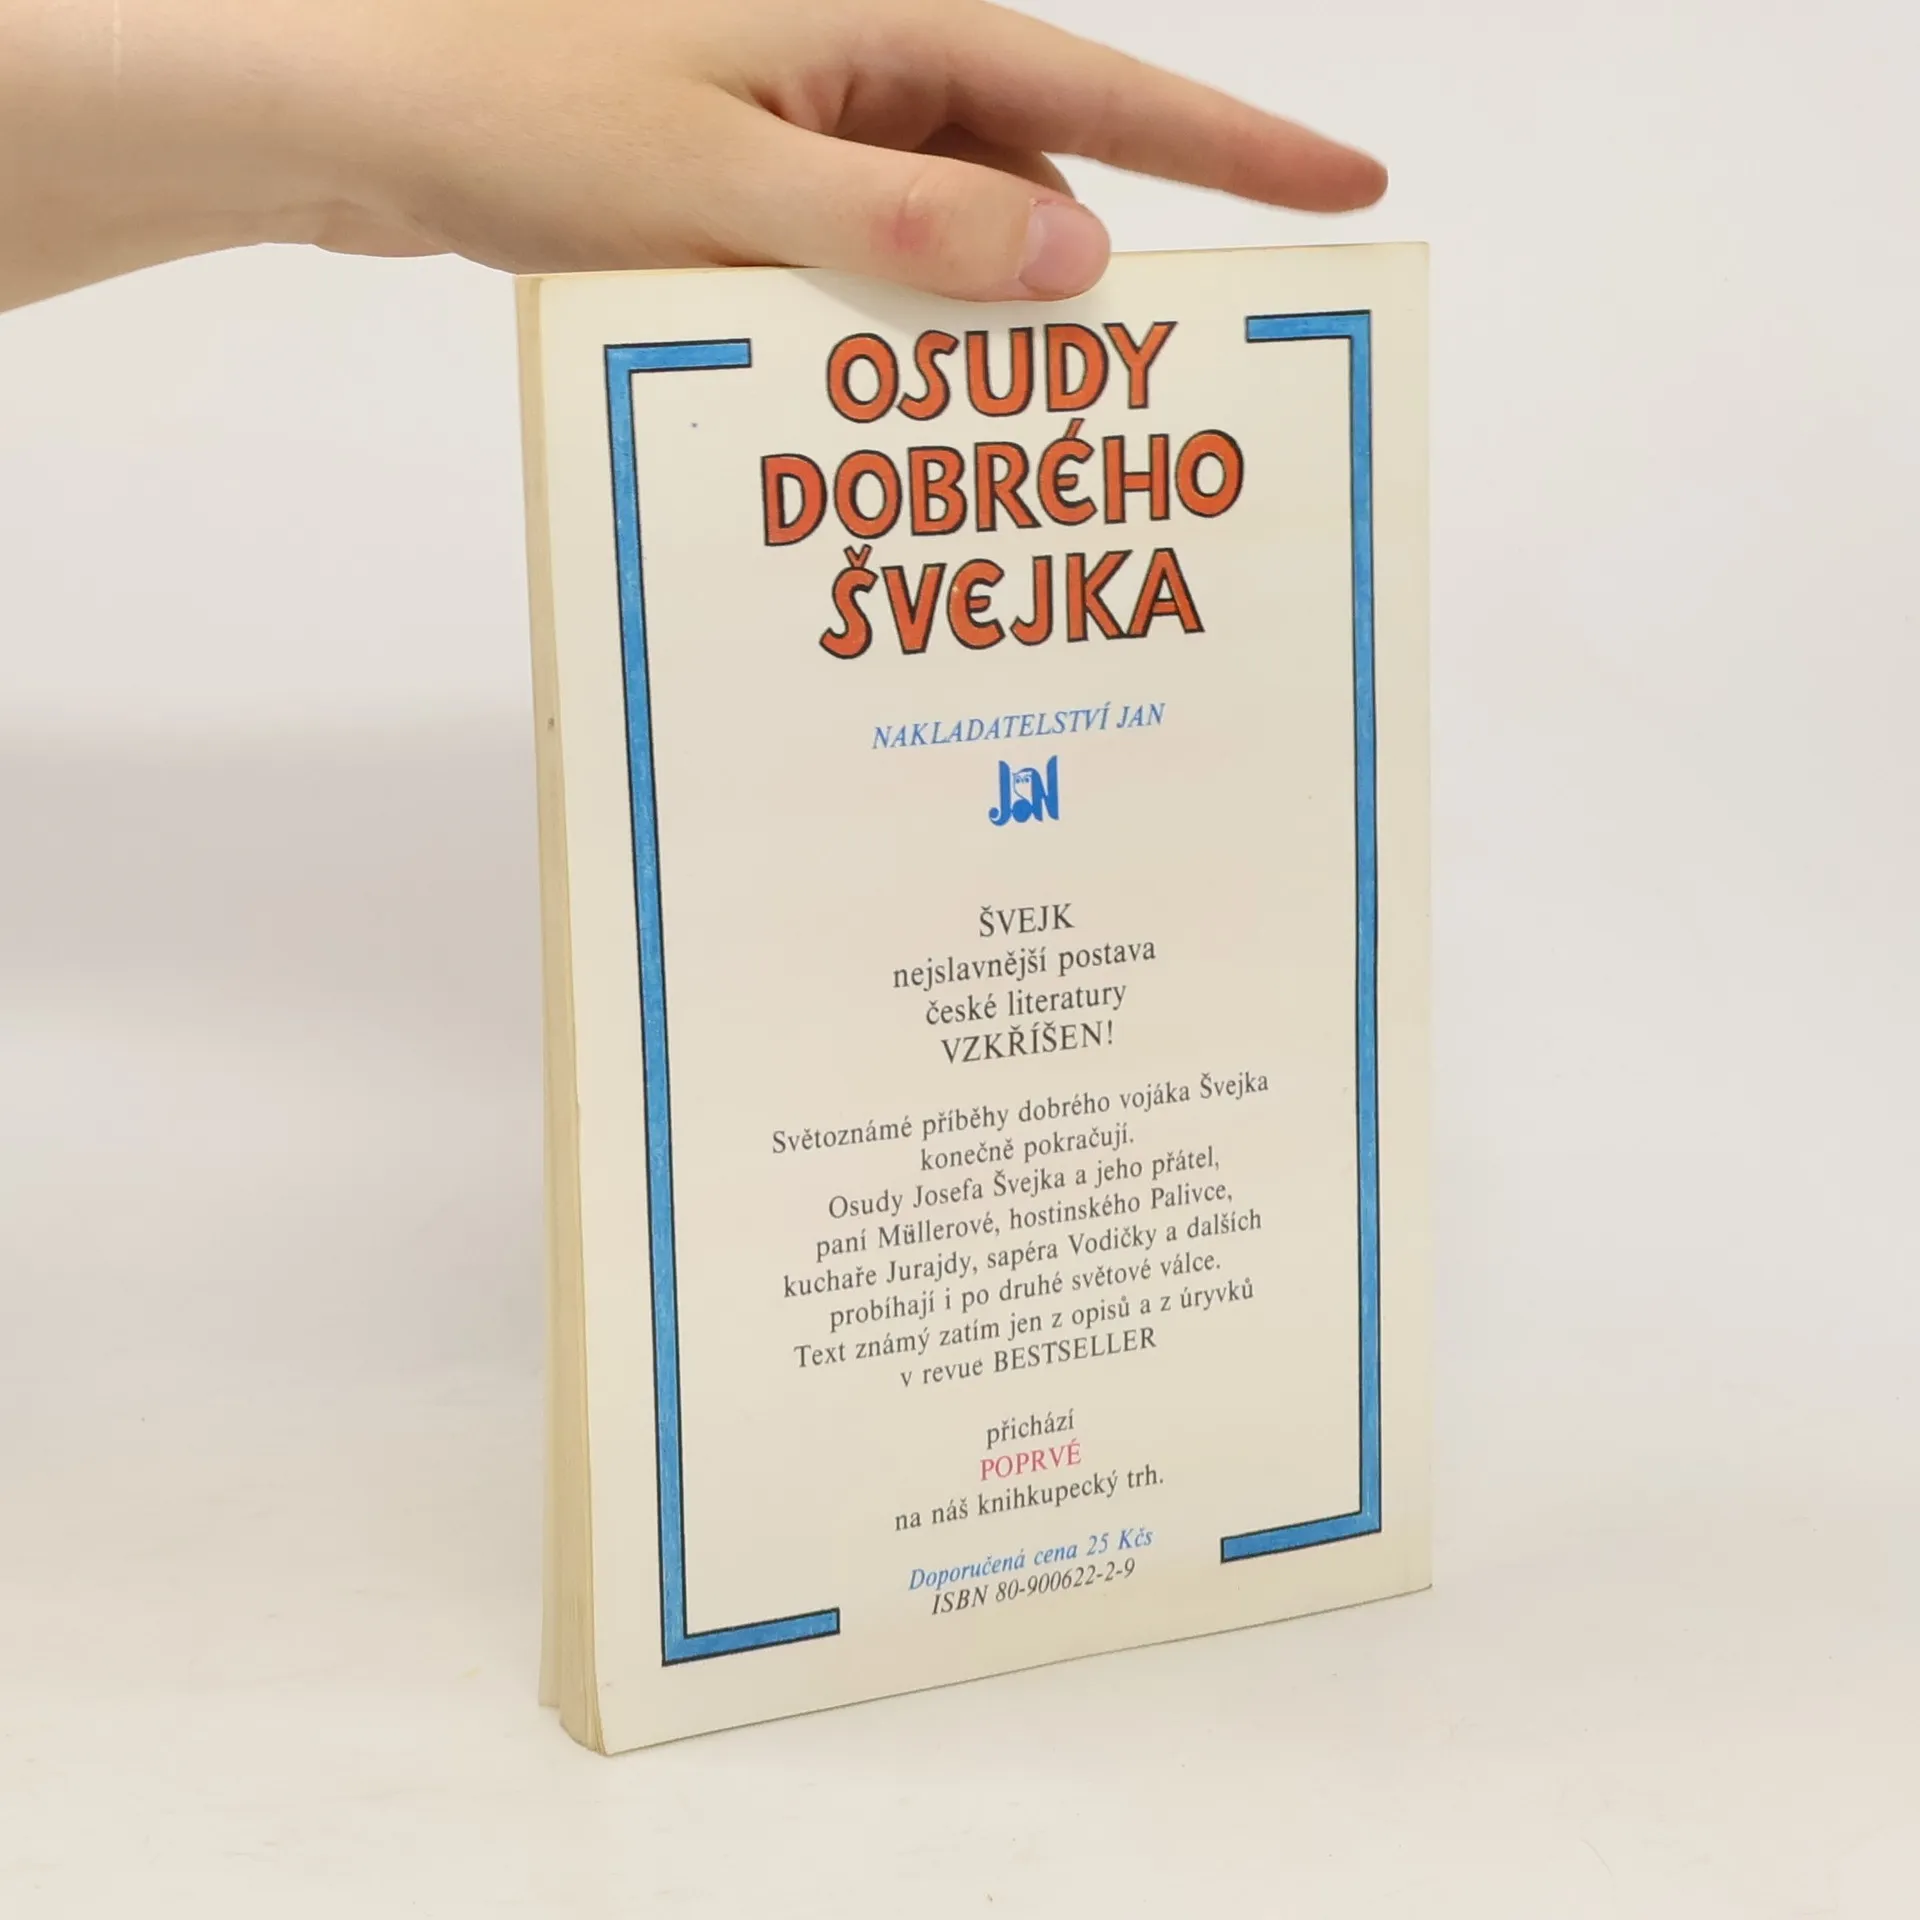 OSUDY
DOBRÉHO
ŠVEJKA
NAKLADATELSTVÍ JAN
JAN
ŠVEJK
nejslavnější postava
české literatury
VZKŘÍŠEN!
Světoznámé příběhy dobrého vojáka Švejka
konečně pokračují.
Osudy Josefa Švejka a jeho přátel,
paní Müllerové, hostinského Palivce,
kuchaře Jurajdy, sapéra Vodičky a dalších
probíhají i po druhé světové válce.
Text známý zatím jen z opisů a z úryvků
v revue BESTSELLER
přichází
POPRVÉ
na náš knihkupecký trh.
Doporučená cena 25 Kčs
ISBN 80-900622-2-9